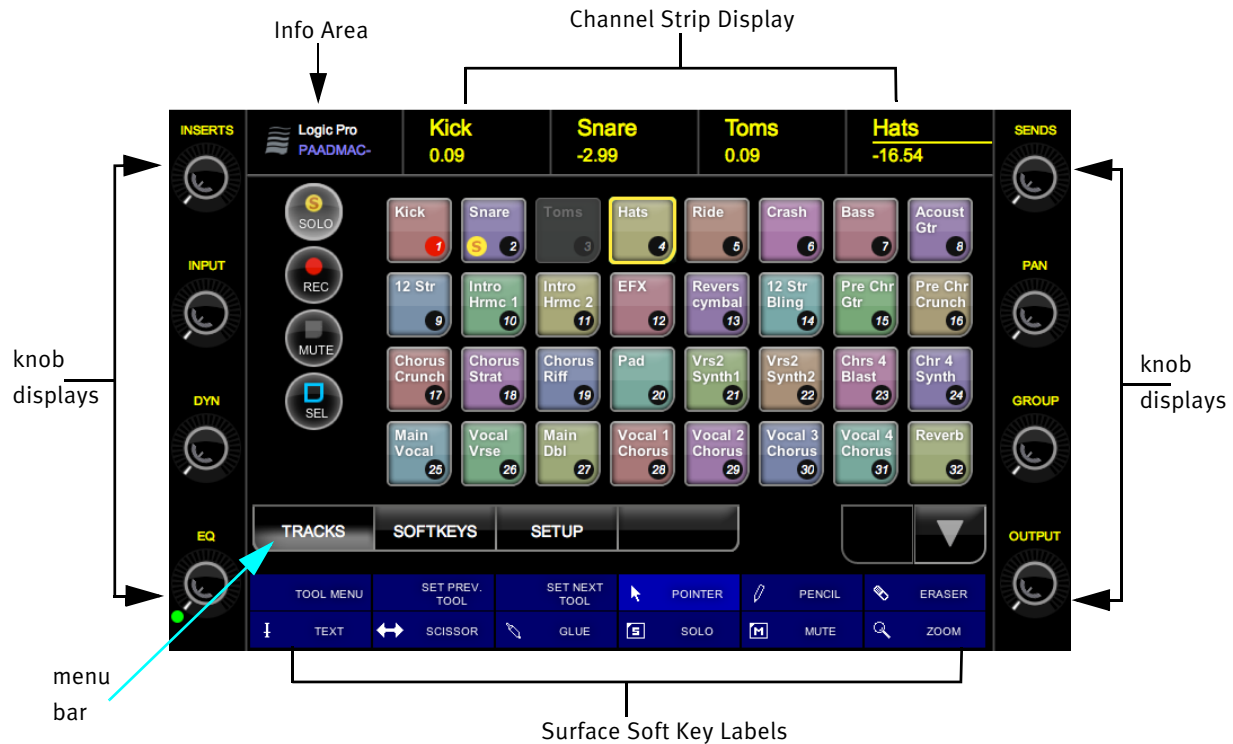 Channel Strip Display
Info Area
INSERTS
Logic Pro
PAADMAC-
Kick
0.09
Snare
-2.99
Toms
0.09
Hats
-16.54
SENDS
S
SOLO
REC
MUTE
SEL
Kick
1
Snare
S 2
Toms
3
Hats
4
Ride
5
Crash
6
Bass
7
Acoust
Gtr
8
INPUT
PAN
12 Str
9
Intro
Hrmc 1
10
Intro
Hrmc 2
11
EFX
12
Revers
cymbal
13
12 Str
Bling
14
Pre Chr
Gtr
15
Pre Chr
Crunch
16
knob
displays
knob
displays
Chorus
Crunch
17
Chorus
Strat
18
Chorus
Riff
19
Pad
20
Vrs2
Synth1
21
Vrs2
Synth2
22
Chrs 4
Blast
23
Chr 4
Synth
24
DYN
GROUP
Main
Vocal
25
Vocal
Vrse
26
Main
Dbl
27
Vocal 1
Chorus
28
Vocal 2
Chorus
29
Vocal 3
Chorus
30
Vocal 4
Chorus
31
Reverb
32
EQ
TRACKS
SOFTKEYS
SETUP
OUTPUT
TOOL MENU
SET PREV.
TOOL
SET NEXT
TOOL
POINTER
PENCIL
ERASER
TEXT
SCISSOR
GLUE
S SOLO
M MUTE
ZOOM
menu
bar
Surface Soft Key Labels